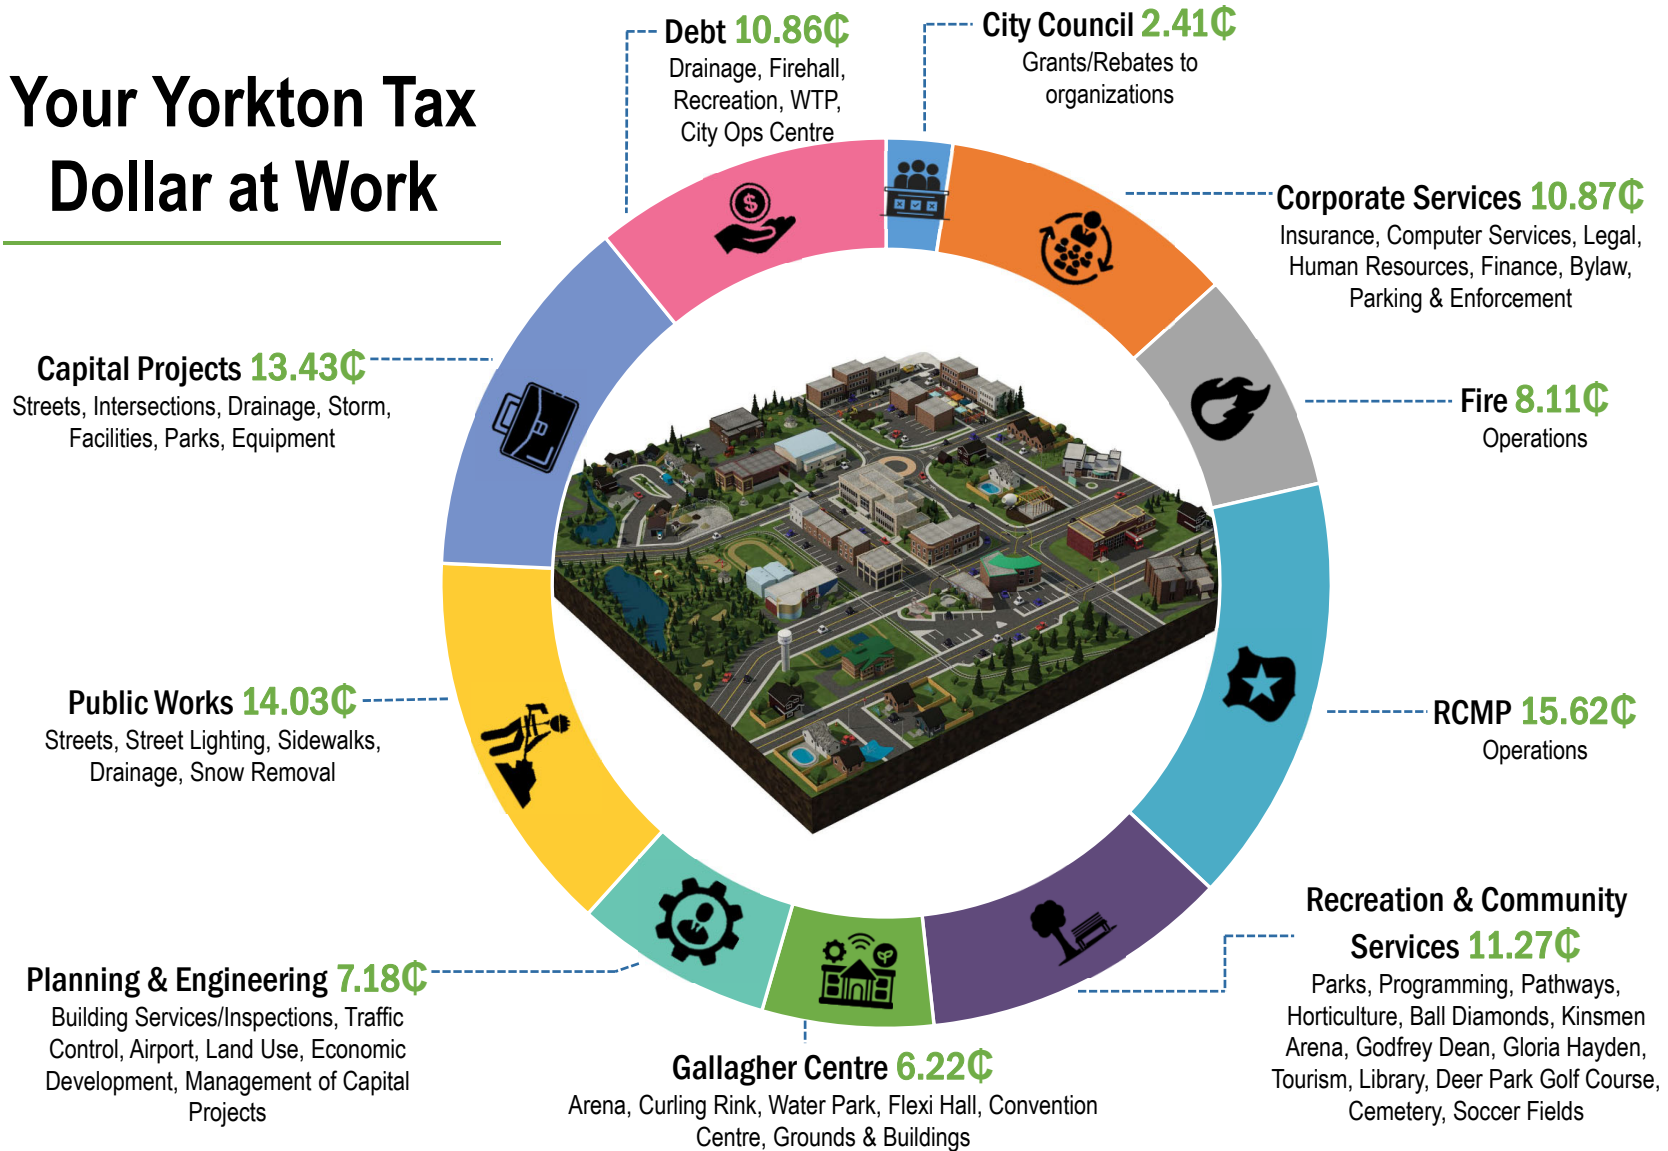 Your Yorkton Tax
Dollar at Work
Debt 10.86₵
Drainage, Firehall,
Recreation, WTP,
City Ops Centre
City Council 2.41₵
Grants/Rebates to
organizations
Corporate Services 10.87₵
Insurance, Computer Services, Legal,
Human Resources, Finance, Bylaw,
Parking & Enforcement
Fire 8.11₵
Operations
RCMP 15.62₵
Operations
Recreation & Community
Services 11.27₵
Parks, Programming, Pathways,
Horticulture, Ball Diamonds, Kinsmen
Arena, Godfrey Dean, Gloria Hayden,
Tourism, Library, Deer Park Golf Course,
Cemetery, Soccer Fields
Gallagher Centre 6.22₵
Arena, Curling Rink, Water Park, Flexi Hall, Convention
Centre, Grounds & Buildings
Planning & Engineering 7.18₵
Building Services/Inspections, Traffic
Control, Airport, Land Use, Economic
Development, Management of Capital
Projects
Public Works 14.03₵
Streets, Street Lighting, Sidewalks,
Drainage, Snow Removal
Capital Projects 13.43₵
Streets, Intersections, Drainage, Storm,
Facilities, Parks, Equipment
$